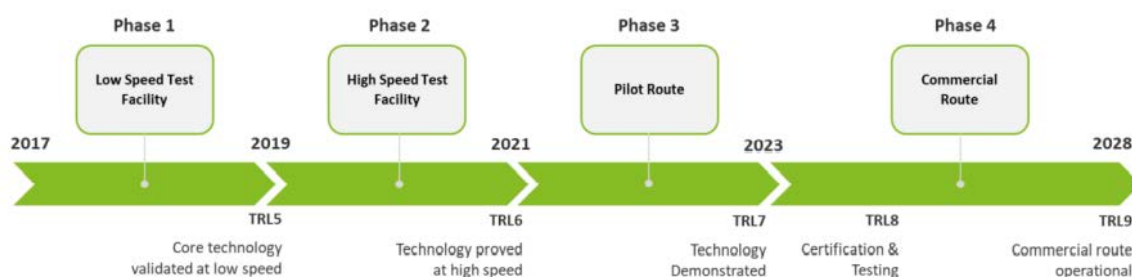 Phase 1
Phase 2
Phase 3
Phase 4
Low Speed Test
Facility
High Speed Test
Facility
Pilot Route
Commercial
Route
2017
2019
2021
2023
2028
TRL5
TRL6
TRL7
TRL8
TRL9
Core technology
validated at low speed
Technology proved
at high speed
Technology
Demonstrated
Certification &
Testing
Commercial route
operational